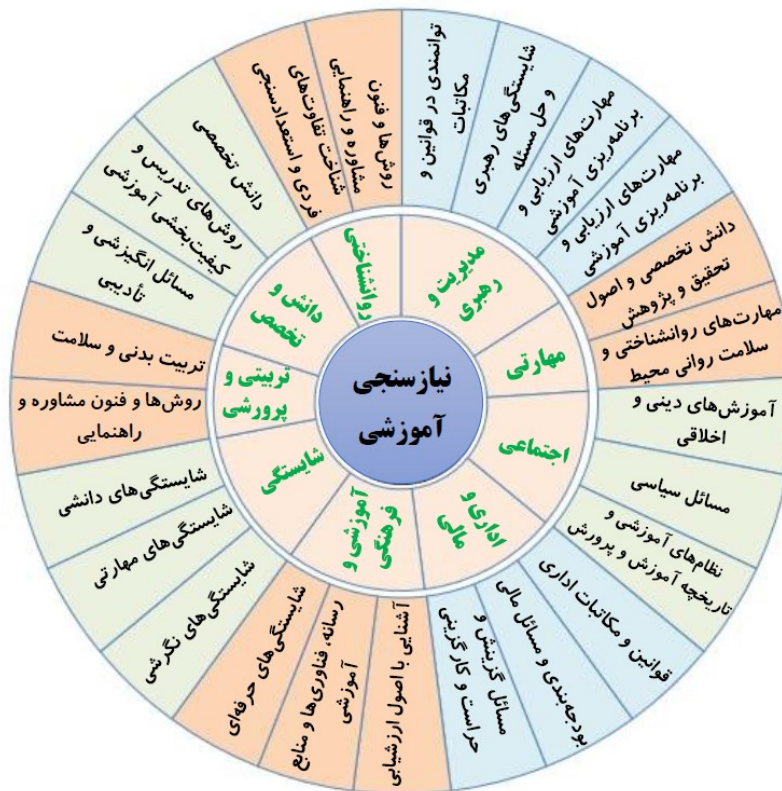 نیازسنجی
آموزشی
مدیریت و
رهبری
مهارتی
اجتماعی
اداری و
مالی
آموزشی و
فرهنگی
شایستگی
تربیتی و
پرورشی
دانش و
تخصص
روانشناختی
توانمندی در قوانین و
مکاتبات
شایستگی‌های رهبری
و حل مسئله
مهارت‌های ارزیابی و
برنامه‌ریزی آموزشی
مهارت‌های ارزیابی و
برنامه‌ریزی آموزشی
دانش تخصصی و اصول
تحقیق و پژوهش
مهارت‌های روانشناختی و
سلامت روانی محیط
آموزش‌های دینی و
اخلاقی
مسائل سیاسی
نظام‌های آموزشی و
تاریخچه آموزش و پرورش
قوانین و مکاتبات اداری
بودجه‌بندی و مسائل مالی
مسائل گزینش و
حراست و کارگزینی
آشنایی با اصول ارزشیابی
رسانه، فناوری‌ها و منابع
آموزشی
شایستگی‌های حرفه‌ای
شایستگی‌های نگرشی
شایستگی‌های مهارتی
شایستگی‌های دانشی
روش‌ها و فنون مشاوره و
راهنمایی
تربیت بدنی و سلامت
مسائل انگیزشی و
تأدیبی
روش‌های تدریس و
کیفیت‌بخشی آموزشی
دانش تخصصی
شناخت تفاوت‌های
فردی و استعدادسنجی
روش‌ها و فنون
مشاوره و راهنمایی